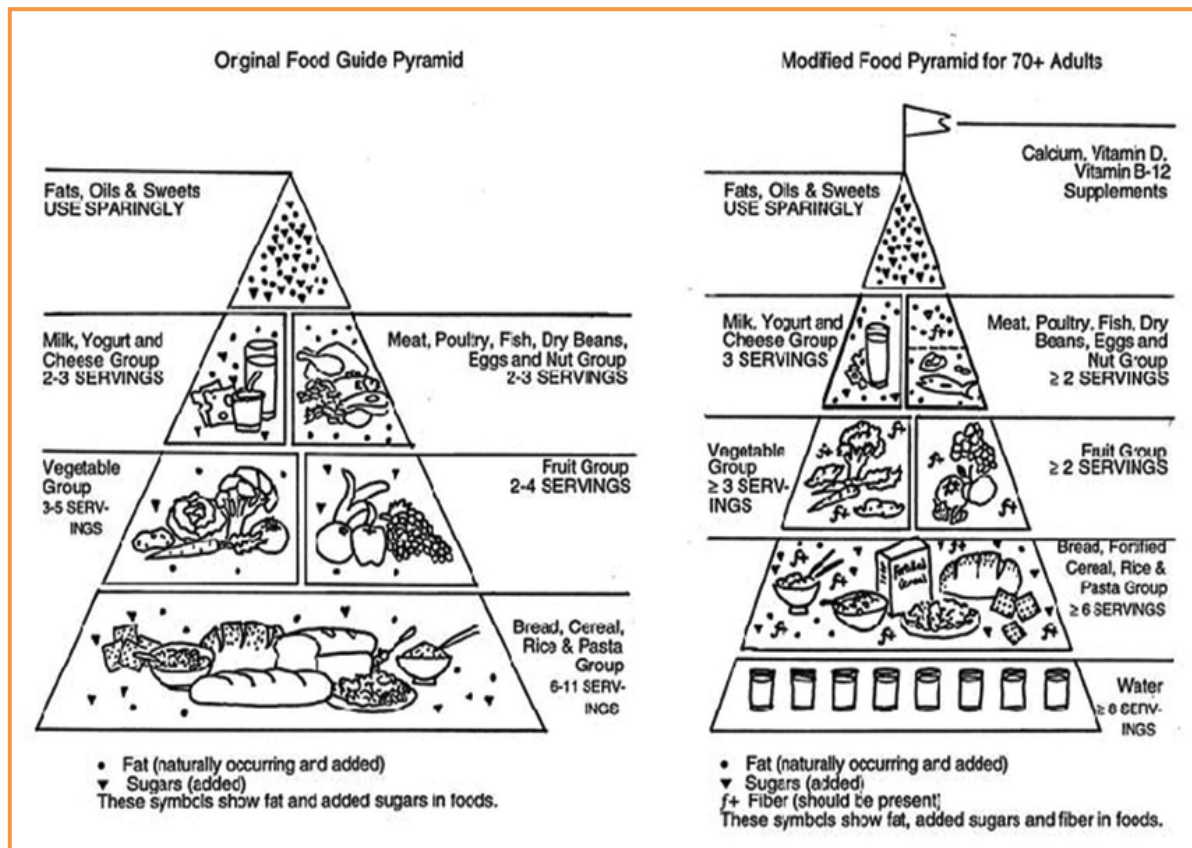 Orginal Food Guide Pyramid
Fats, Oils & Sweets
USE SPARINGLY
Milk, Yogurt and
Cheese Group
2-3 SERVINGS
Meat, Poultry, Fish, Dry Beans,
Eggs and Nut Group
2-3 SERVINGS
Vegetable
Group
3-5 SERV-
INGS
Fruit Group
2-4 SERVINGS
Bread, Cereal,
Rice & Pasta
Group
6-11 SERV-
INGS
• Fat (naturally occurring and added)
▼ Sugars (added)
These symbols show fat and added sugars in foods.
Modified Food Pyramid for 70+ Adults
Calcium, Vitamin D,
Vitamin B-12
Supplements
Fats, Oils & Sweets
USE SPARINGLY
Milk, Yogurt and
Cheese Group
3 SERVINGS
f+
Meat, Poultry, Fish, Dry
Beans, Eggs and
Nut Group
≥ 2 SERVINGS
Vegetable
Group
≥ 3 SERV-
INGS
f+
f+
f+
f+
f+
f+
Fruit Group
≥ 2 SERVINGS
f+
f+
f+
f+
Fortified
Cereal
f+
f+
Bread, Fortified
Cereal, Rice &
Pasta Group
≥ 6 SERVINGS
Water
≥ 8 SERV-
INGS
• Fat (naturally occurring and added)
▼ Sugars (added)
f+ Fiber (should be present)
These symbols show fat, added sugars and fiber in foods.